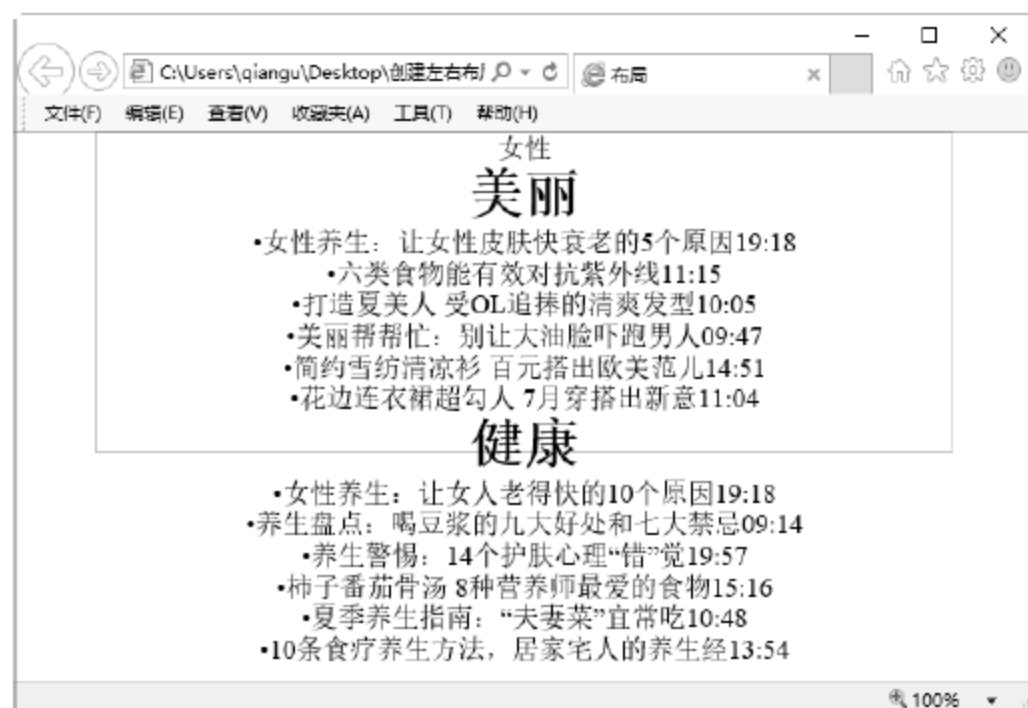 C:\Users\qiangu\Desktop\创建左右布 布局
文件(F) 编辑(E) 查看(V) 收藏夹(A) 工具(T) 帮助(H)
女性
美丽
•女性养生：让女性皮肤快衰老的5个原因19:18
•六类食物能有效对抗紫外线11:15
•打造夏美人 受OL追捧的清爽发型10:05
•美丽帮帮忙：别让大油脸吓跑男人09:47
•简约雪纺清凉衫 百元搭出欧美范儿14:51
•花边连衣裙超勾人 7月穿搭出新意11:04
健康
•女性养生：让女人老得快的10个原因19:18
•养生盘点：喝豆浆的九大好处和七大禁忌09:14
•养生警惕：14个护肤心理“错”觉19:57
•柿子番茄骨汤 8种营养师最爱的食物15:16
•夏季养生指南：“夫妻菜”宜常吃10:48
•10条食疗养生方法，居家宅人的养生经13:54
100%